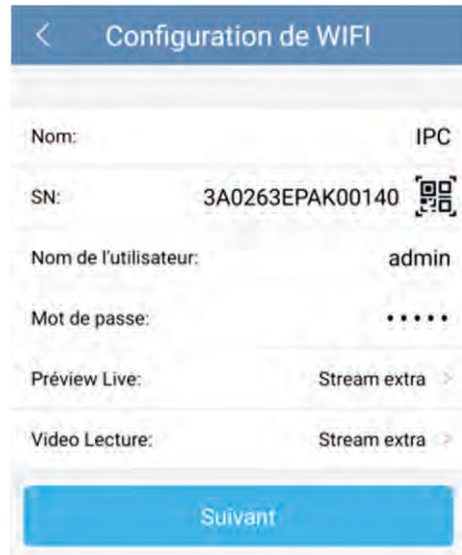 Configuration de WIFI
Nom: IPC
SN: 3A0263EPAK00140
Nom de l'utilisateur: admin
Mot de passe: •••••
Préview Live: Stream extra >
Video Lecture: Stream extra >
Suivant